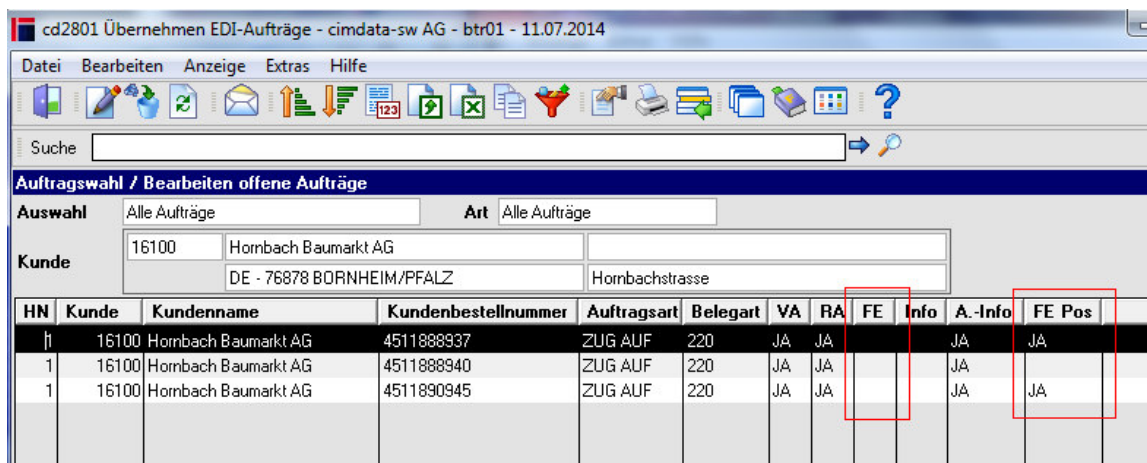 cd2801 Übernehmen EDI-Aufträge - cimdata-sw AG - btr01 - 11.07.2014
Datei Bearbeiten Anzeige Extras Hilfe
123
Suche
Auftragswahl / Bearbeiten offene Aufträge
Auswahl Alle Aufträge Art Alle Aufträge
Kunde 16100 Hornbach Baumarkt AG
DE - 76878 BORNHEIM/PFALZ Hornbachstrasse
HN Kunde Kundenname Kundenbestellnummer Auftragsart Belegart VA RA FE Info A.-Info FE Pos
1 16100 Hornbach Baumarkt AG 4511888937 ZUG AUF 220 JA JA JA JA
1 16100 Hornbach Baumarkt AG 4511888940 ZUG AUF 220 JA JA JA
1 16100 Hornbach Baumarkt AG 4511890945 ZUG AUF 220 JA JA JA JA